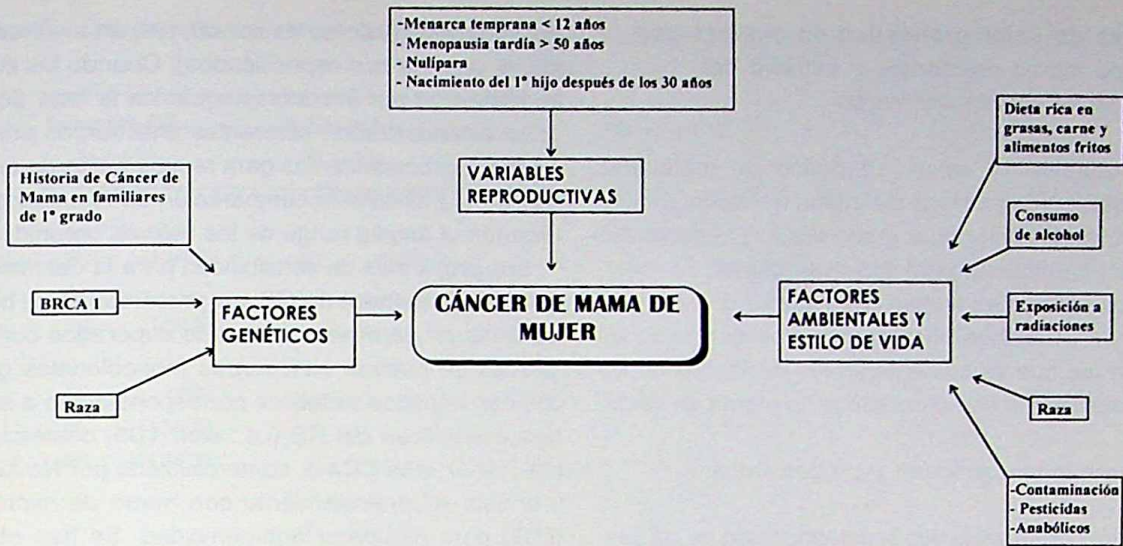 -Menarca temprana < 12 años
- Menopausia tardía > 50 años
- Nulípara
- Nacimiento del 1° hijo después de los 30 años
Dieta rica en
grasas, carne y
alimentos fritos
Historia de Cáncer de
Mama en familiares
de 1° grado
VARIABLES
REPRODUCTIVAS
Consumo
de alcohol
BRCA 1
FACTORES
GENÉTICOS
CÁNCER DE MAMA DE
MUJER
FACTORES
AMBIENTALES Y
ESTILO DE VIDA
Exposición a
radiaciones
Raza
Raza
-Contaminación
- Pesticidas
-Anabólicos